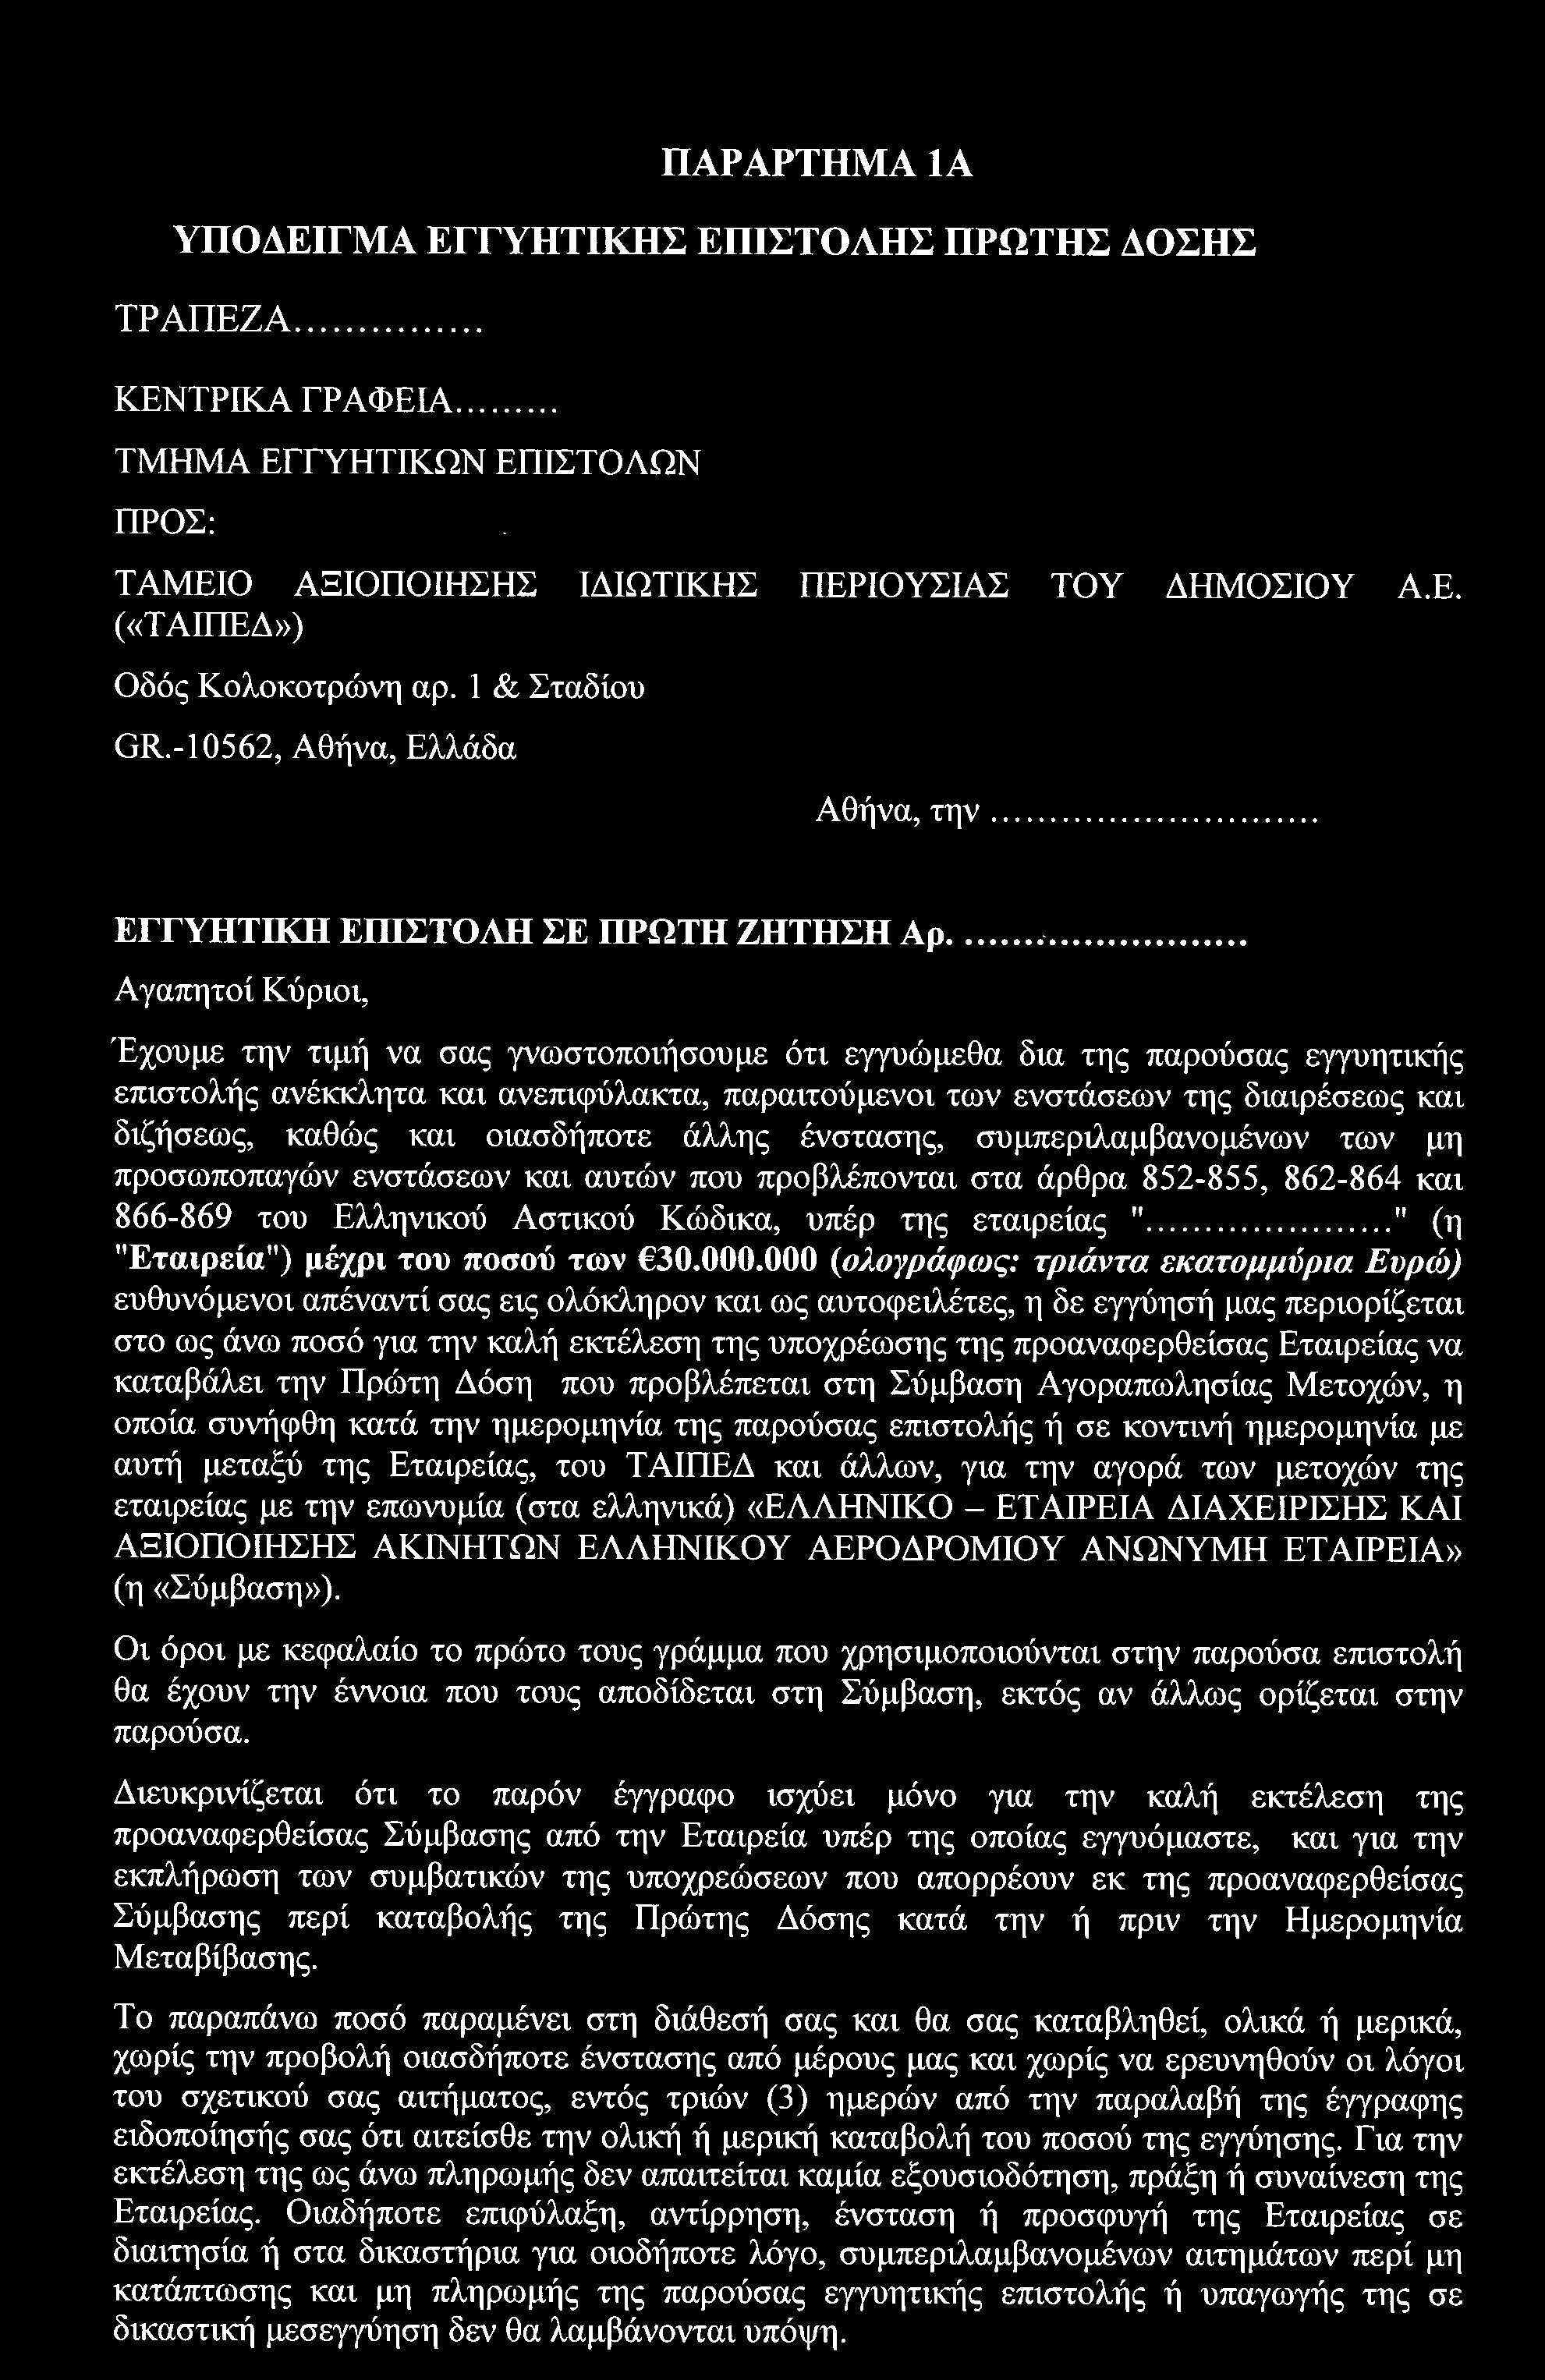 ΠΑΡΑΡΤΗΜΑ 1Α
ΥΠΟΔΕΙΓΜΑ ΕΓΓΥΗΤΙΚΗΣ ΕΠΙΣΤΟΛΗΣ ΠΡΩΤΗΣ ΔΟΣΗΣ
ΤΡΑΠΕΖΑ...............
ΚΕΝΤΡΙΚΑ ΓΡΑΦΕΙΑ.........
ΤΜΗΜΑ ΕΓΓΥΗΤΙΚΩΝ ΕΠΙΣΤΟΛΩΝ
ΠΡΟΣ:
ΤΑΜΕΙΟ ΑΞΙΟΠΟΙΗΣΗΣ ΙΔΙΩΤΙΚΗΣ ΠΕΡΙΟΥΣΙΑΣ ΤΟΥ ΔΗΜΟΣΙΟΥ Α.Ε.
(«ΤΑΙΠΕΔ»)
Οδός Κολοκοτρώνη αρ. 1 & Σταδίου
GR.-10562, Αθήνα, Ελλάδα
Αθήνα, την ............................
ΕΓΓΥΗΤΙΚΗ ΕΠΙΣΤΟΛΗ ΣΕ ΠΡΩΤΗ ΖΗΤΗΣΗ Αρ. .........................
Αγαπητοί Κύριοι,
Έχουμε την τιμή να σας γνωστοποιήσουμε ότι εγγυώμεθα δια της παρούσας εγγυητικής
επιστολής ανέκκλητα και ανεπιφύλακτα, παραιτούμενοι των ενστάσεων της διαιρέσεως και
διζήσεως, καθώς και οιασδήποτε άλλης ένστασης, συμπεριλαμβανομένων των μη
προσωποπαγών ενστάσεων και αυτών που προβλέπονται στα άρθρα 852-855, 862-864 και
866-869 του Ελληνικού Αστικού Κώδικα, υπέρ της εταιρείας "....................." (η
"Εταιρεία") μέχρι του ποσού των €30.000.000 (ολογράφως: τριάντα εκατομμύρια Ευρώ)
ευθυνόμενοι απέναντί σας εις ολόκληρον και ως αυτοφειλέτες, η δε εγγύησή μας περιορίζεται
στο ως άνω ποσό για την καλή εκτέλεση της υποχρέωσης της προαναφερθείσας Εταιρείας να
καταβάλει την Πρώτη Δόση που προβλέπεται στη Σύμβαση Αγοραπωλησίας Μετοχών, η
οποία συνήφθη κατά την ημερομηνία της παρούσας επιστολής ή σε κοντινή ημερομηνία με
αυτή μεταξύ της Εταιρείας, του ΤΑΙΠΕΔ και άλλων, για την αγορά των μετοχών της
εταιρείας με την επωνυμία (στα ελληνικά) «ΕΛΛΗΝΙΚΟ – ΕΤΑΙΡΕΙΑ ΔΙΑΧΕΙΡΙΣΗΣ ΚΑΙ
ΑΞΙΟΠΟΙΗΣΗΣ ΑΚΙΝΗΤΩΝ ΕΛΛΗΝΙΚΟΥ ΑΕΡΟΔΡΟΜΙΟΥ ΑΝΩΝΥΜΗ ΕΤΑΙΡΕΙΑ»
(η «Σύμβαση»).
Οι όροι με κεφαλαίο το πρώτο τους γράμμα που χρησιμοποιούνται στην παρούσα επιστολή
θα έχουν την έννοια που τους αποδίδεται στη Σύμβαση, εκτός αν άλλως ορίζεται στην
παρούσα.
Διευκρινίζεται ότι το παρόν έγγραφο ισχύει μόνο για την καλή εκτέλεση της
προαναφερθείσας Σύμβασης από την Εταιρεία υπέρ της οποίας εγγυόμαστε, και για την
εκπλήρωση των συμβατικών της υποχρεώσεων που απορρέουν εκ της προαναφερθείσας
Σύμβασης περί καταβολής της Πρώτης Δόσης κατά την ή πριν την Ημερομηνία
Μεταβίβασης.
Το παραπάνω ποσό παραμένει στη διάθεσή σας και θα σας καταβληθεί, ολικά ή μερικά,
χωρίς την προβολή οιασδήποτε ένστασης από μέρους μας και χωρίς να ερευνηθούν οι λόγοι
του σχετικού σας αιτήματος, εντός τριών (3) ημερών από την παραλαβή της έγγραφης
ειδοποίησής σας ότι αιτείσθε την ολική ή μερική καταβολή του ποσού της εγγύησης. Για την
εκτέλεση της ως άνω πληρωμής δεν απαιτείται καμία εξουσιοδότηση, πράξη ή συναίνεση της
Εταιρείας. Οιαδήποτε επιφύλαξη, αντίρρηση, ένσταση ή προσφυγή της Εταιρείας σε
διαιτησία ή στα δικαστήρια για οιοδήποτε λόγο, συμπεριλαμβανομένων αιτημάτων περί μη
κατάπτωσης και μη πληρωμής της παρούσας εγγυητικής επιστολής ή υπαγωγής της σε
δικαστική μεσεγγύηση δεν θα λαμβάνονται υπόψη.